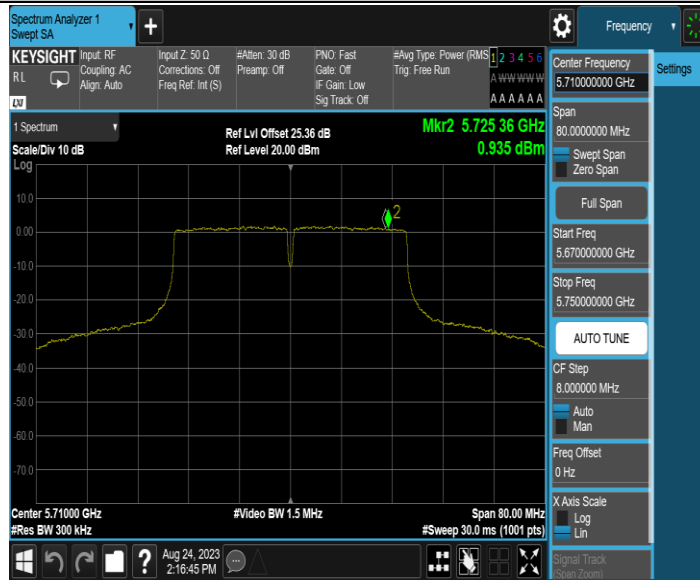 Spectrum Analyzer 1
Swept SA
+
Frequency
KEYSIGHT
RL
LXI
Input: RF
Coupling: AC
Align: Auto
Input Z: 50 Ω
Corrections: Off
Freq Ref: Int (S)
#Atten: 30 dB
Preamp: Off
PNO: Fast
Gate: Off
IF Gain: Low
Sig Track: Off
#Avg Type: Power (RMS
Trig: Free Run
1 2 3 4 5 6
A W W W W W
A A A A A A
1 Spectrum
Scale/Div 10 dB
Log
Ref Lvl Offset 25.36 dB
Ref Level 20.00 dBm
Mkr2 5.725 36 GHz
0.935 dBm
10.0
0.00
-10.0
-20.0
-30.0
-40.0
-50.0
-60.0
-70.0
2
Center 5.71000 GHz
#Res BW 300 kHz
#Video BW 1.5 MHz
Span 80.00 MHz
#Sweep 30.0 ms (1001 pts)
Center Frequency
5.710000000 GHz
Settings
Span
80.0000000 MHz
Swept Span
Zero Span
Full Span
Start Freq
5.670000000 GHz
Stop Freq
5.750000000 GHz
AUTO TUNE
CF Step
8.000000 MHz
Auto
Man
Freq Offset
0 Hz
X Axis Scale
Log
Lin
Signal Track
(Span Zoom)
?
Aug 24, 2023
2:16:45 PM